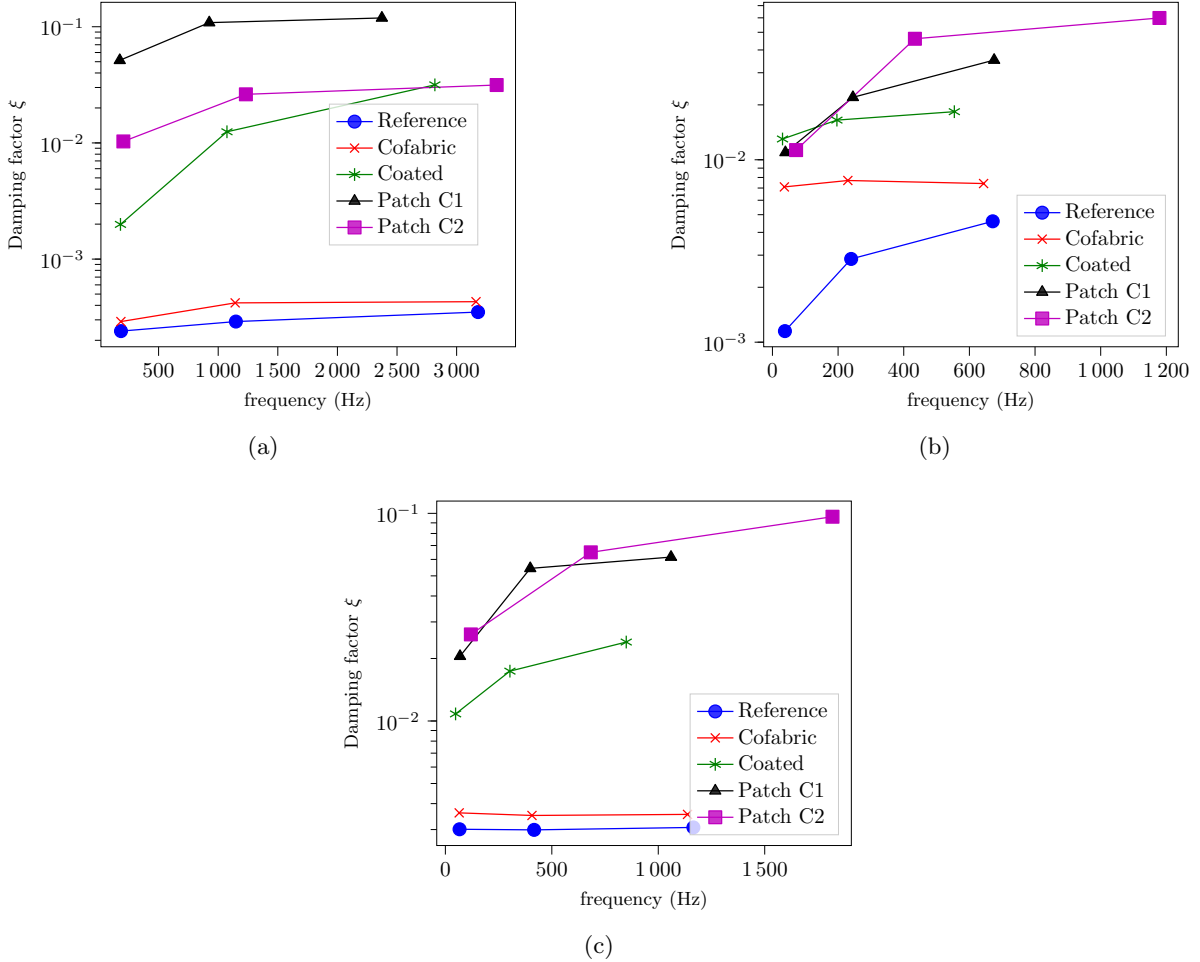 10⁻¹
10⁻²
10⁻³
Damping factor ξ
500 1 000 1 500 2 000 2 500 3 000
frequency (Hz)
Reference
Cofabric
Coated
Patch C1
Patch C2
(a)
10⁻²
10⁻³
Damping factor ξ
0 200 400 600 800 1 000 1 200
frequency (Hz)
Reference
Cofabric
Coated
Patch C1
Patch C2
(b)
10⁻¹
10⁻²
Damping factor ξ
0 500 1 000 1 500
frequency (Hz)
Reference
Cofabric
Coated
Patch C1
Patch C2
(c)